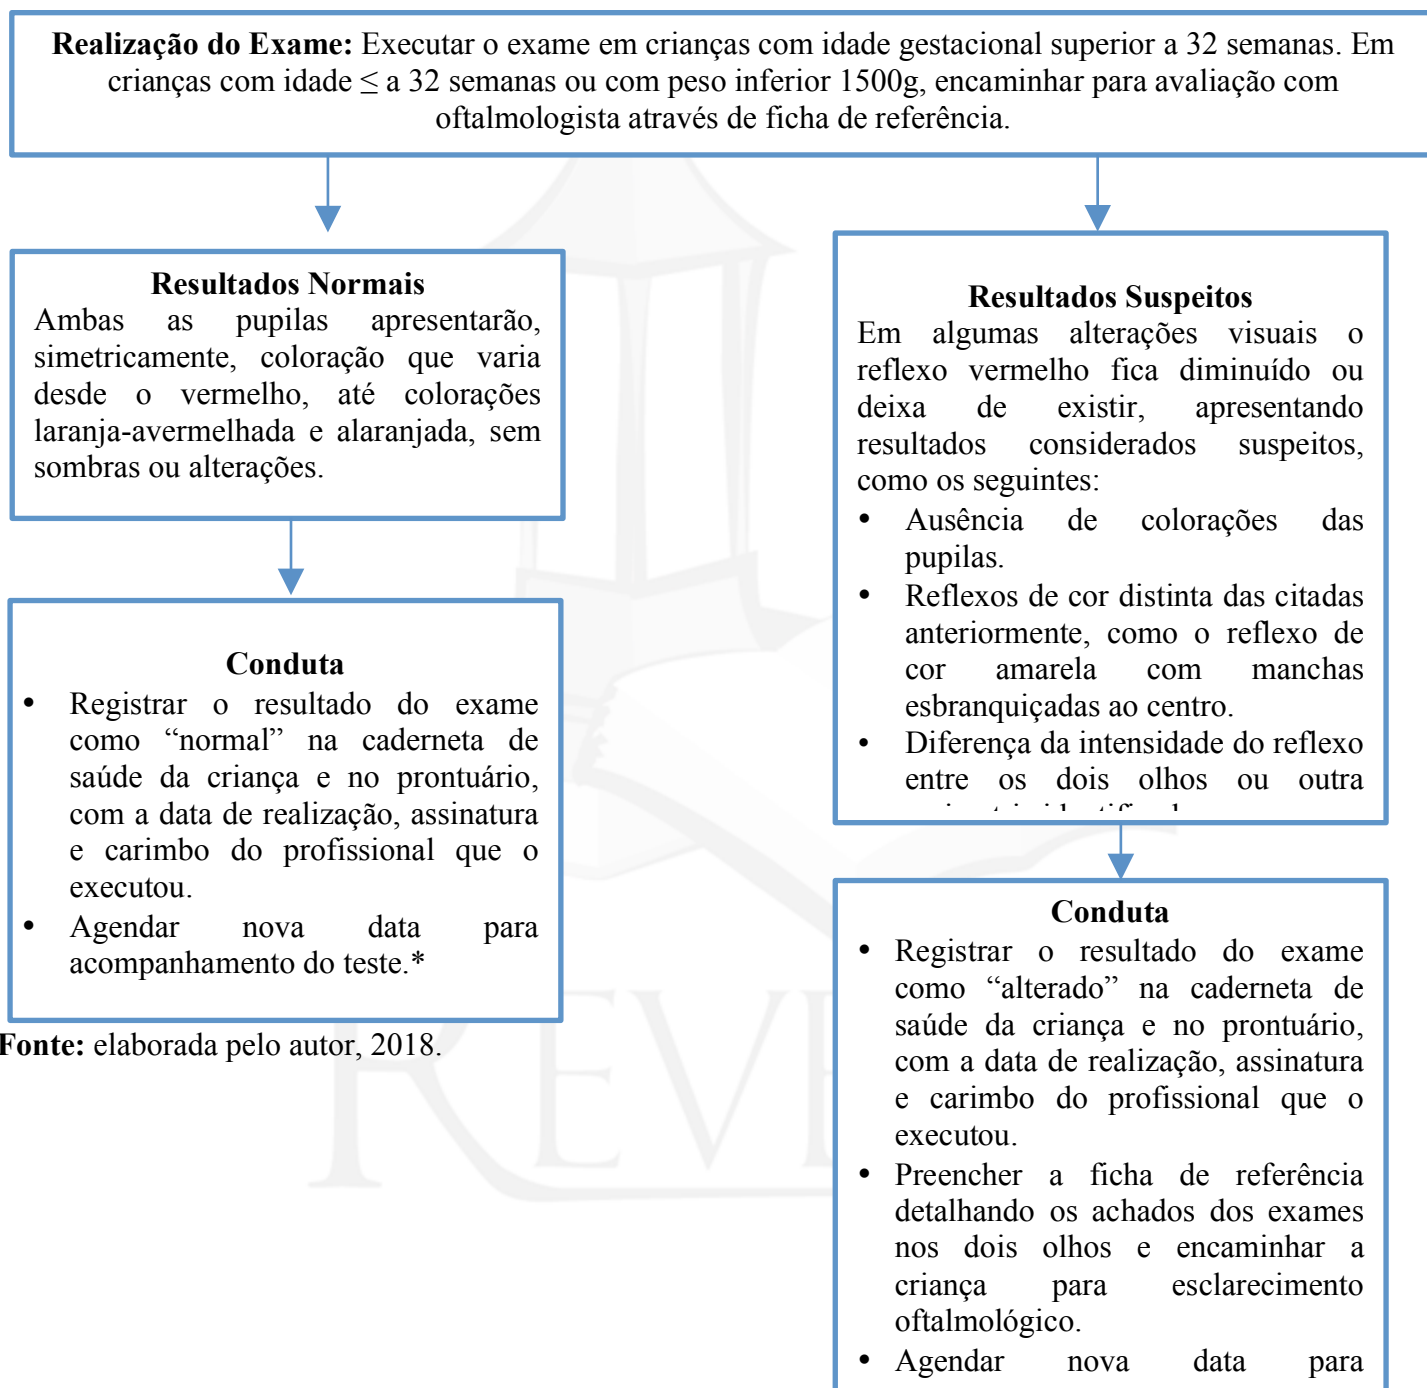 Realização do Exame: Executar o exame em crianças com idade gestacional superior a 32 semanas. Em
crianças com idade ≤ a 32 semanas ou com peso inferior 1500g, encaminhar para avaliação com
oftalmologista através de ficha de referência.
Resultados Normais
Ambas as pupilas apresentarão,
simetricamente, coloração que varia
desde o vermelho, até colorações
laranja-avermelhada e alaranjada, sem
sombras ou alterações.
Conduta
• Registrar o resultado do exame
como “normal” na caderneta de
saúde da criança e no prontuário,
com a data de realização, assinatura
e carimbo do profissional que o
executou.
• Agendar nova data para
acompanhamento do teste.*
Fonte: elaborada pelo autor, 2018.
Resultados Suspeitos
Em algumas alterações visuais o
reflexo vermelho fica diminuído ou
deixa de existir, apresentando
resultados considerados suspeitos,
como os seguintes:
• Ausência de colorações das
pupilas.
• Reflexos de cor distinta das citadas
anteriormente, como o reflexo de
cor amarela com manchas
esbranquiçadas ao centro.
• Diferença da intensidade do reflexo
entre os dois olhos ou outra
Conduta
• Registrar o resultado do exame
como “alterado” na caderneta de
saúde da criança e no prontuário,
com a data de realização, assinatura
e carimbo do profissional que o
executou.
• Preencher a ficha de referência
detalhando os achados dos exames
nos dois olhos e encaminhar a
criança para esclarecimento
oftalmológico.
• Agendar nova data para